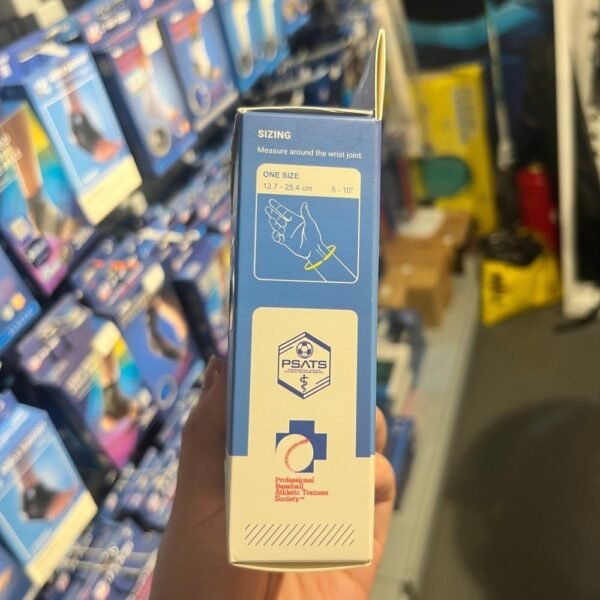 SIZING
Measure around the wrist joint.
ONE SIZE
12.7 - 25.4 cm 5 - 10"
PSATS
Professional
Baseball
Athletic Trainers
Society™